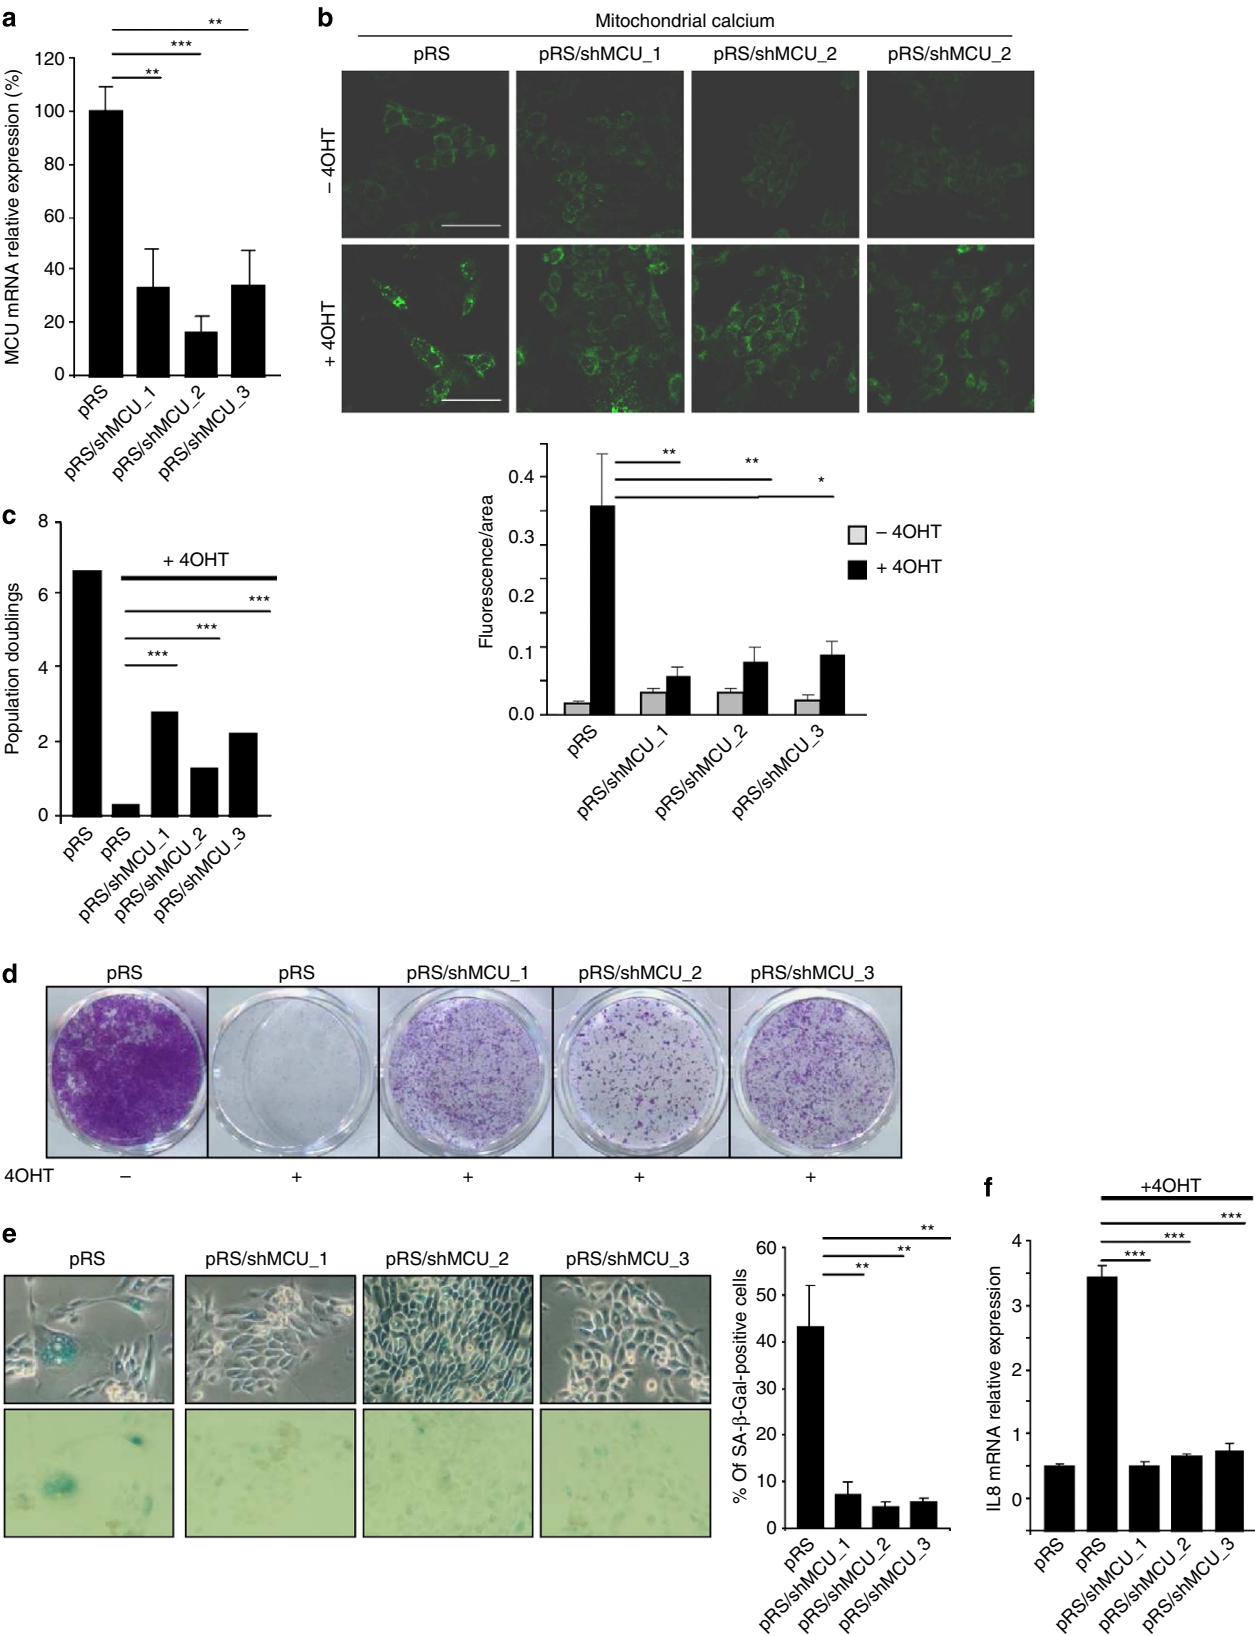 a
**
***
**
MCU mRNA relative expression (%)
120
100
80
60
40
20
0
pRS
pRS/shMCU_1
pRS/shMCU_2
pRS/shMCU_3
b
Mitochondrial calcium
pRS
pRS/shMCU_1
pRS/shMCU_2
pRS/shMCU_2
– 4OHT
+ 4OHT
Fluorescence/area
0.4
0.3
0.2
0.1
0.0
**
**
*
– 4OHT
+ 4OHT
pRS
pRS/shMCU_1
pRS/shMCU_2
pRS/shMCU_3
c
Population doublings
8
6
4
2
0
+ 4OHT
***
***
***
pRS
pRS
pRS/shMCU_1
pRS/shMCU_2
pRS/shMCU_3
d
pRS
pRS
pRS/shMCU_1
pRS/shMCU_2
pRS/shMCU_3
4OHT – + + + +
e
pRS
pRS/shMCU_1
pRS/shMCU_2
pRS/shMCU_3
% Of SA-β-Gal-positive cells
60
50
40
30
20
10
0
**
**
**
pRS
pRS/shMCU_1
pRS/shMCU_2
pRS/shMCU_3
f
+4OHT
***
***
***
IL8 mRNA relative expression
4
3
2
1
0
pRS
pRS
pRS/shMCU_1
pRS/shMCU_2
pRS/shMCU_3